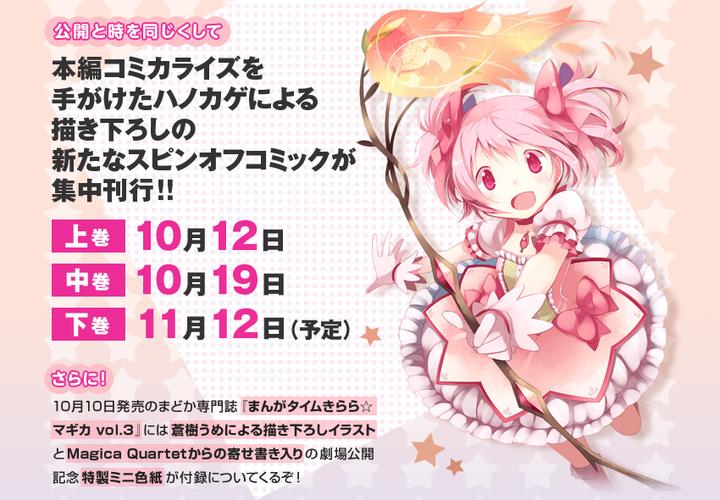 公開と時を同じくして
本編コミカライズを
手がけたハノカゲによる
描き下ろしの
新たなスピンオフコミックが
集中刊行!!
上巻 10月12日
中巻 10月19日
下巻 11月12日(予定)
さらに!
10月10日発売のまどか専門誌『まんがタイムきらら☆
マギカ vol.3』には蒼樹うめによる描き下ろしイラスト
とMagica Quartetからの寄せ書き入りの劇場公開
記念特製ミニ色紙が付録についてくるぞ!